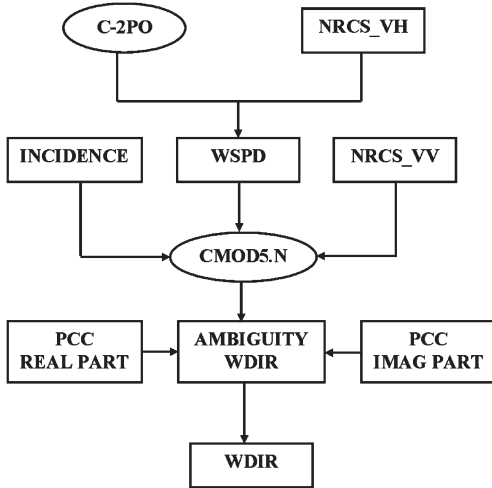 C-2PO
NRCS_VH
INCIDENCE
WSPD
NRCS_VV
CMOD5.N
PCC
REAL PART
AMBIGUITY
WDIR
PCC
IMAG PART
WDIR